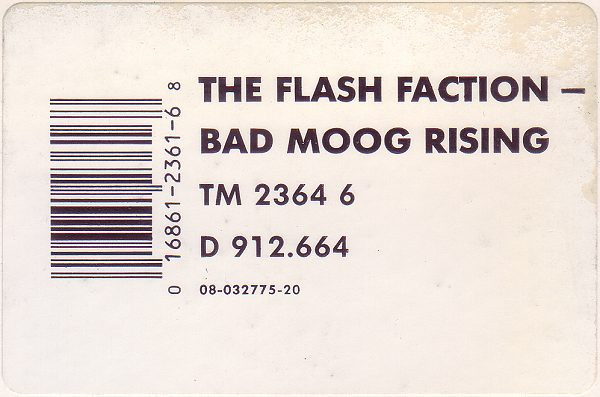 THE FLASH FACTION –
BAD MOOG RISING
TM 2364 6
D 912.664
08-032775-20
0 16861-2361-6 8